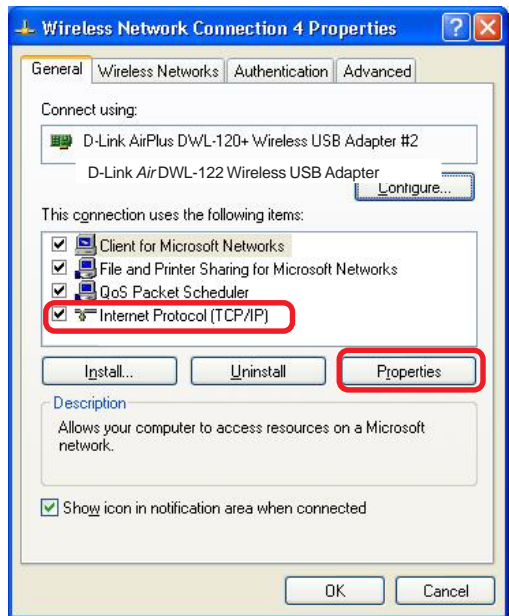 Wireless Network Connection 4 Properties
General Wireless Networks Authentication Advanced
Connect using:
D-Link AirPlus DWL-120+ Wireless USB Adapter #2
D-Link Air DWL-122 Wireless USB Adapter
Configure...
This connection uses the following items:
Client for Microsoft Networks
File and Printer Sharing for Microsoft Networks
QoS Packet Scheduler
Internet Protocol (TCP/IP)
Install... Uninstall Properties
Description
Allows your computer to access resources on a Microsoft
network.
Show icon in notification area when connected
OK Cancel